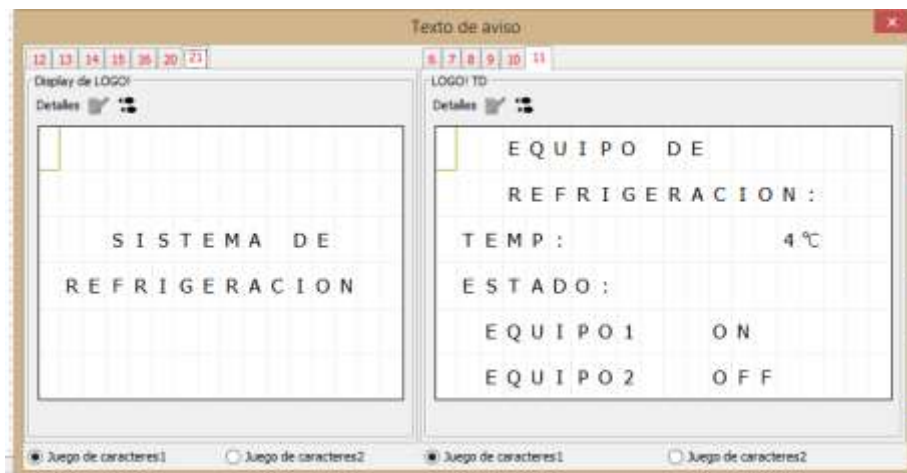 Texto de aviso
12 13 14 15 16 20 21
Display de LOGO!
Detalles
SISTEMA DE
REFRIGERACION
Juego de caracteres1 Juego de caracteres2
6 7 8 9 10 11
LOGO! TD
Detalles
EQUIPO DE
REFRIGERACION:
TEMP: 4℃
ESTADO:
EQUIPO1 ON
EQUIPO2 OFF
Juego de caracteres1 Juego de caracteres2